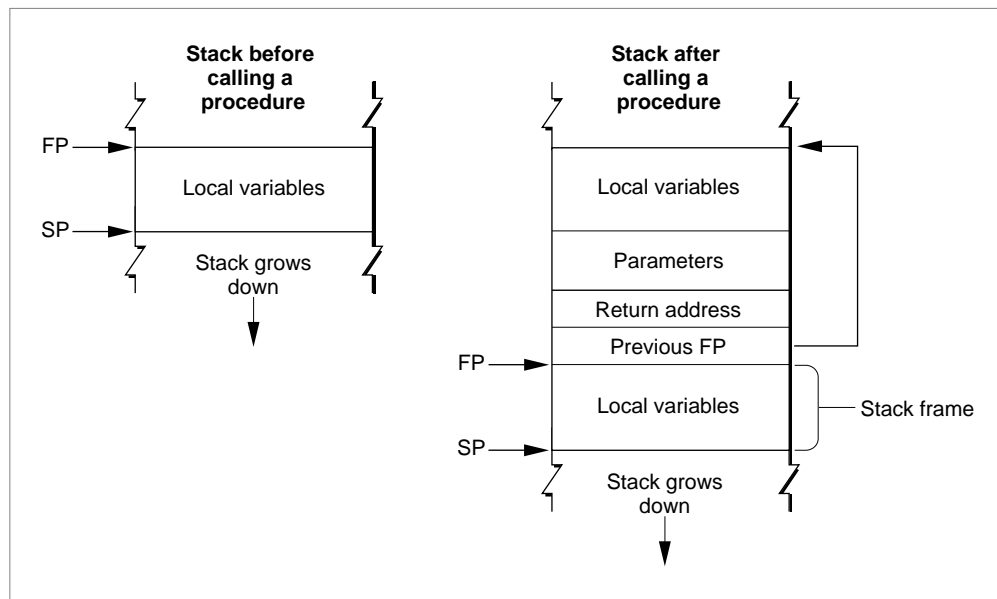 Stack before
calling a
procedure
FP
Local variables
SP
Stack grows
down
Stack after
calling a
procedure
Local variables
Parameters
Return address
Previous FP
FP
Local variables
Stack frame
SP
Stack grows
down